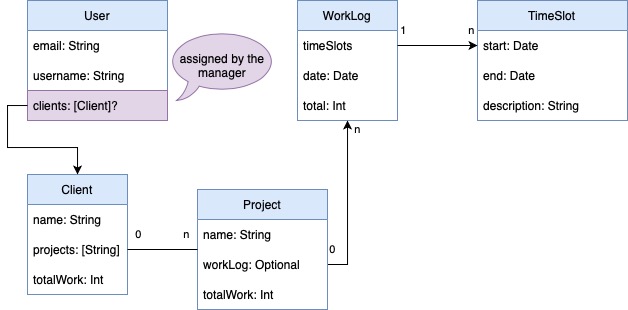 User
email: String
username: String
clients: [Client]?
assigned by the
manager
WorkLog
timeSlots
date: Date
total: Int
1
n
TimeSlot
start: Date
end: Date
description: String
n
Client
name: String
projects: [String]
totalWork: Int
0
n
Project
name: String
workLog: Optional
totalWork: Int
0